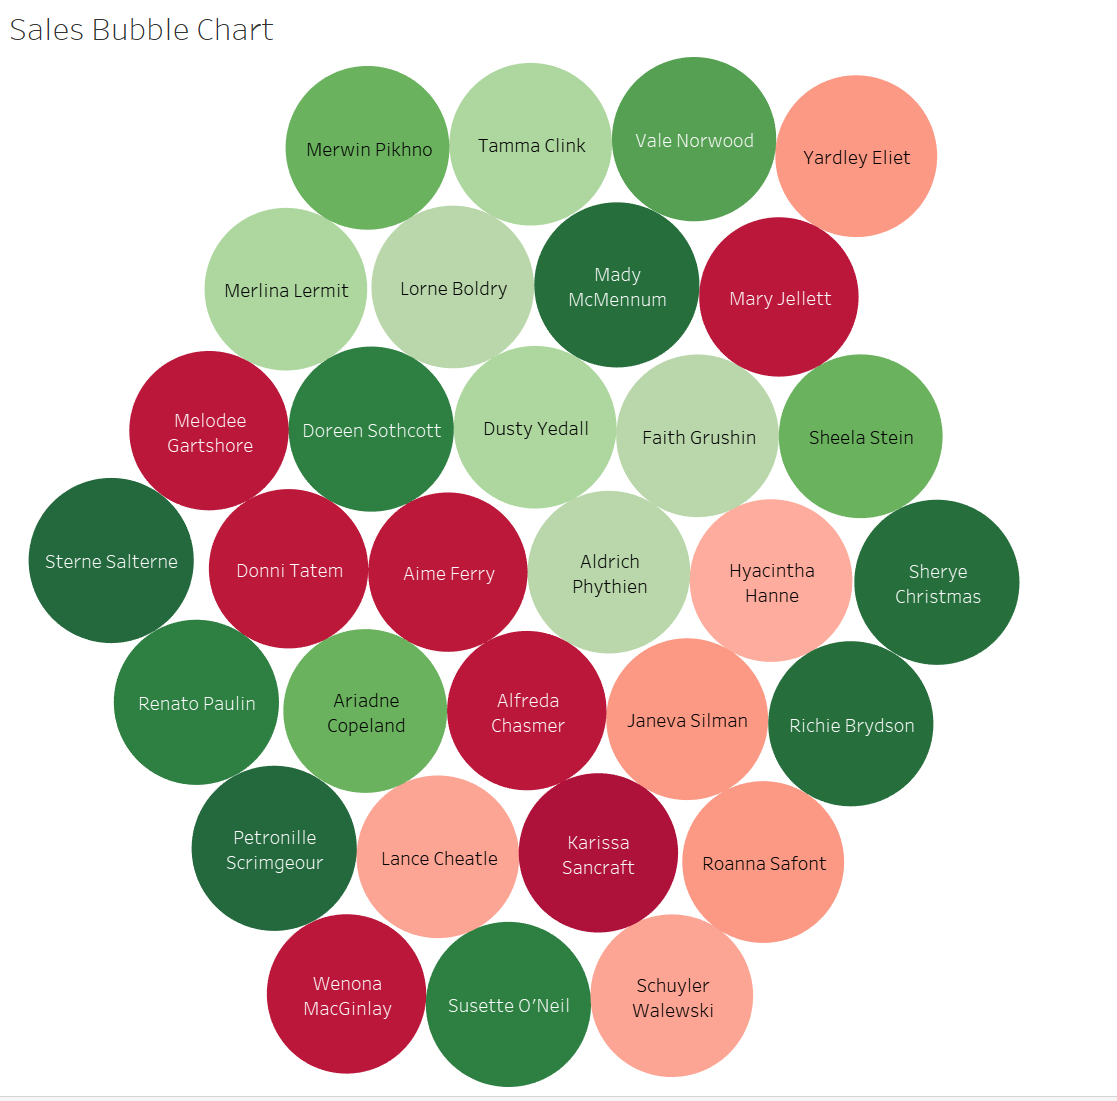 Sales Bubble Chart
Merwin Pikhno
Tamma Clink
Vale Norwood
Yardley Eliet
Merlina Lermit
Lorne Boldry
Mady
McMennum
Mary Jellett
Melodee
Gartshore
Doreen Sothcott
Dusty Yedall
Faith Grushin
Sheela Stein
Sterne Salterne
Donni Tatem
Aime Ferry
Aldrich
Phythien
Hyacintha
Hanne
Sherye
Christmas
Renato Paulin
Ariadne
Copeland
Alfreda
Chasmer
Janeva Silman
Richie Brydson
Petronille
Scrimgeour
Lance Cheatle
Karissa
Sancraft
Roanna Safont
Wenona
MacGinlay
Susette O’Neil
Schuyler
Walewski